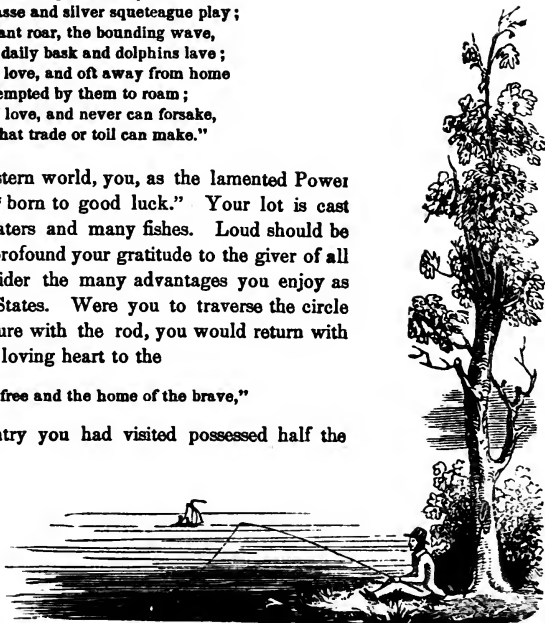 asse and silver squeteague play;
ant roar, the bounding wave,
daily bask and dolphins lave;
love, and oft away from home
empted by them to roam;
love, and never can forsake,
hat trade or toil can make."
stern world, you, as the lamented Power
born to good luck." Your lot is cast
aters and many fishes. Loud should be
rofound your gratitude to the giver of all
ider the many advantages you enjoy as
States. Were you to traverse the circle
ure with the rod, you would return with
loving heart to the
free and the home of the brave,"
ntry you had visited possessed half the